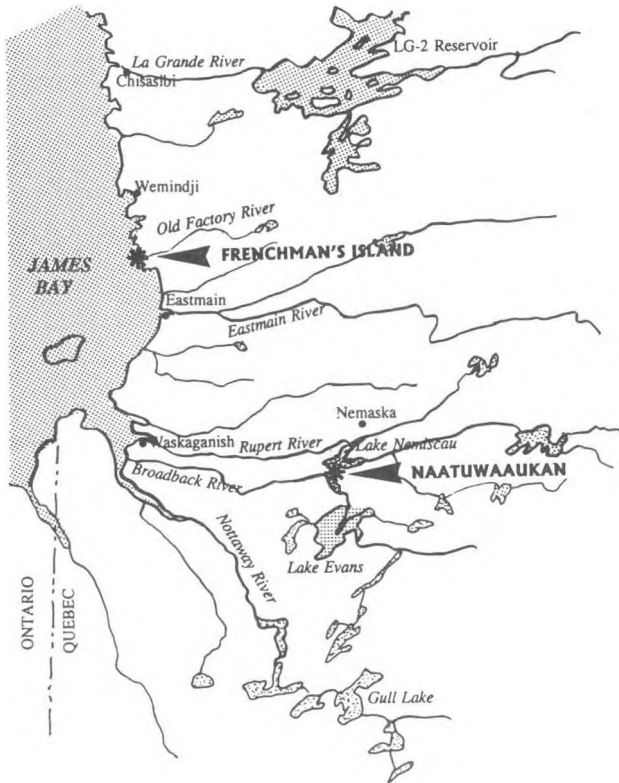 LG-2 Reservoir
La Grande River
Chisasibi
Wemindji
Old Factory River
FRENCHMAN'S ISLAND
JAMES
BAY
Eastmain
Eastmain River
Nemaska
Waskaganish
Rupert River
Lake Nemiscau
Broadback River
NAATUWAAUKAN
Nottaway River
Lake Evans
ONTARIO
QUEBEC
Gull Lake